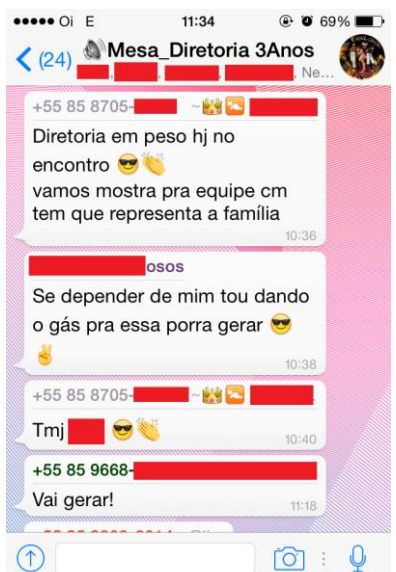 Oi E 11:34 69%
(24) Mesa_Diretoria 3Anos
, , , , Ne...
+55 85 8705- ~
Diretoria em peso hj no
encontro 😎👏
vamos mostra pra equipe cm
tem que representa a família
10:36
osos
Se depender de mim tou dando
o gás pra essa porra gerar 😎
✌
10:38
+55 85 8705- ~
Tmj 😎👏
10:40
+55 85 9668-
Vai gerar!
11:18